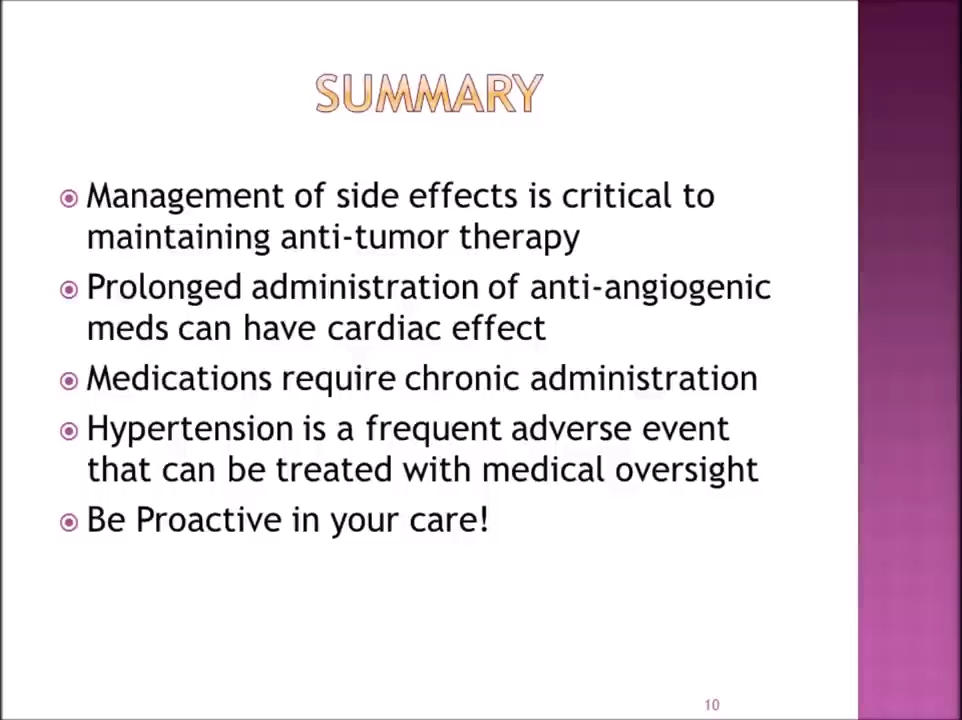 SUMMARY
Management of side effects is critical to
maintaining anti-tumor therapy
Prolonged administration of anti-angiogenic
meds can have cardiac effect
Medications require chronic administration
Hypertension is a frequent adverse event
that can be treated with medical oversight
Be Proactive in your care!
10